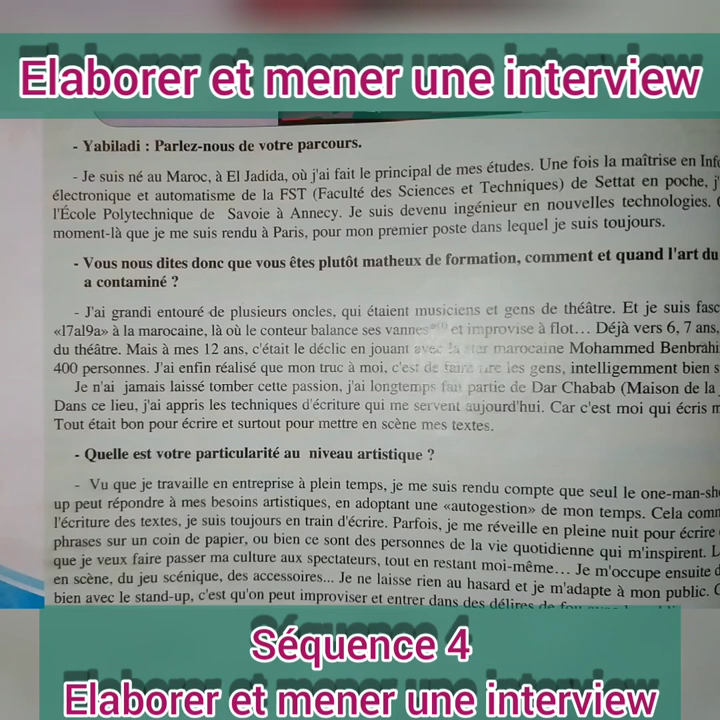 Elaborer et mener une interview
- Yabiladi : Parlez-nous de votre parcours.
- Je suis né au Maroc, à El Jadida, où j'ai fait le principal de mes études. Une fois la maîtrise en
électronique et automatisme de la FST (Faculté des Sciences et Techniques) de Settat en poche,
l'École Polytechnique de Savoie à Annecy. Je suis devenu ingénieur en nouvelles technologies.
moment-là que je me suis rendu à Paris, pour mon premier poste dans lequel je suis toujours.
- Vous nous dites donc que vous êtes plutôt matheux de formation, comment et quand l'art du
a contaminé ?
- J'ai grandi entouré de plusieurs oncles, qui étaient musiciens et gens de théâtre. Et je suis
«l7al9a» à la marocaine, là où le conteur balance ses vannes et improvise à flot… Déjà vers 6, 7 ans,
du théâtre. Mais à mes 12 ans, c'était le déclic en jouant avec la star marocaine Mohammed
400 personnes. J'ai enfin réalisé que mon truc à moi, c'est de faire rire les gens, intelligemment bien
Je n'ai jamais laissé tomber cette passion, j'ai longtemps fait partie de Dar Chabab (Maison de la
Dans ce lieu, j'ai appris les techniques d'écriture qui me servent aujourd'hui. Car c'est moi qui écris
Tout était bon pour écrire et surtout pour mettre en scène mes textes.
- Quelle est votre particularité au niveau artistique ?
- Vu que je travaille en entreprise à plein temps, je me suis rendu compte que seul le
up peut répondre à mes besoins artistiques, en adoptant une «autogestion» de mon temps. Cela
l'écriture des textes, je suis toujours en train d'écrire. Parfois, je me réveille en pleine nuit pour écrire
phrases sur un coin de papier, ou bien ce sont des personnes de la vie quotidienne qui m'inspirent.
que je veux faire passer ma culture aux spectateurs, tout en restant moi-même… Je m'occupe ensuite
en scène, du jeu scénique, des accessoires... Je ne laisse rien au hasard et je m'adapte à mon public.
bien avec le stand-up, c'est qu'on peut improviser et entrer dans des délires de
Séquence 4
Elaborer et mener une interview